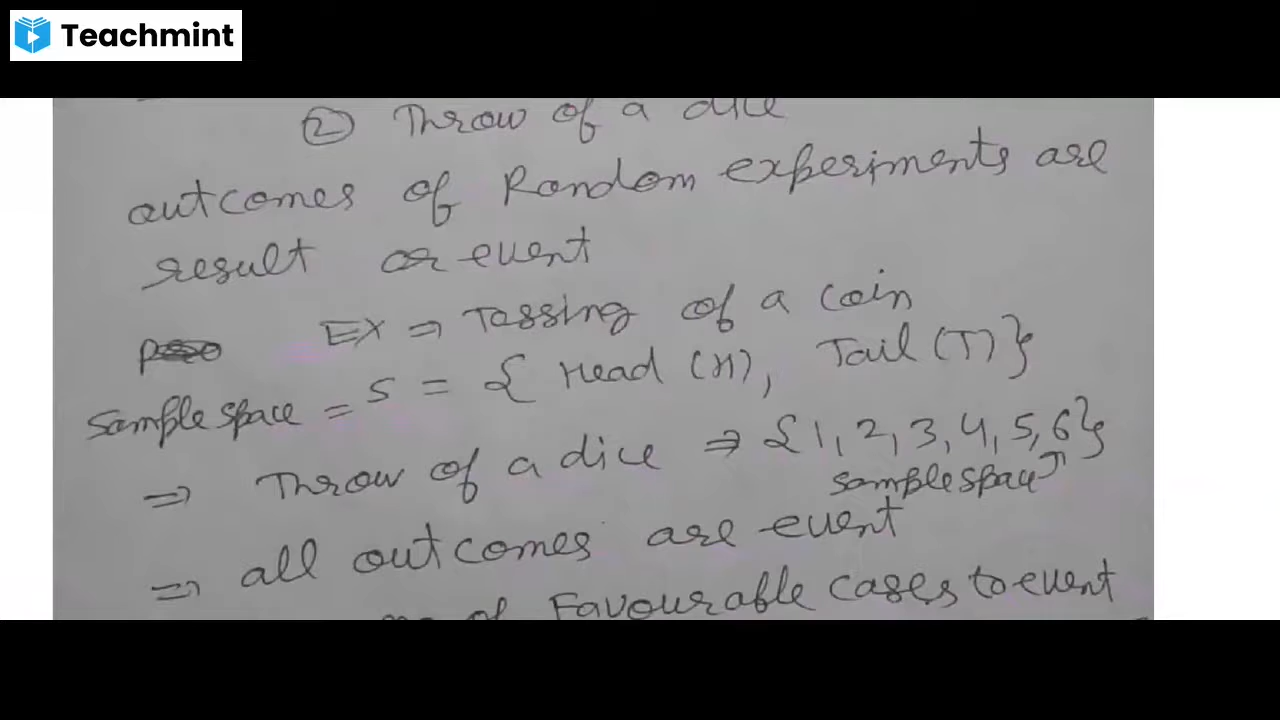 Teachmint
② Throw of a dice
outcomes of Random experiments are
result or event
Ex ⇒ Tossing of a coin
Sample space = S = { Head (H), Tail (T)}
⇒ Throw of a dice ⇒ {1, 2, 3, 4, 5, 6}
sample space
⇒ all outcomes are event
no of Favourable cases to event